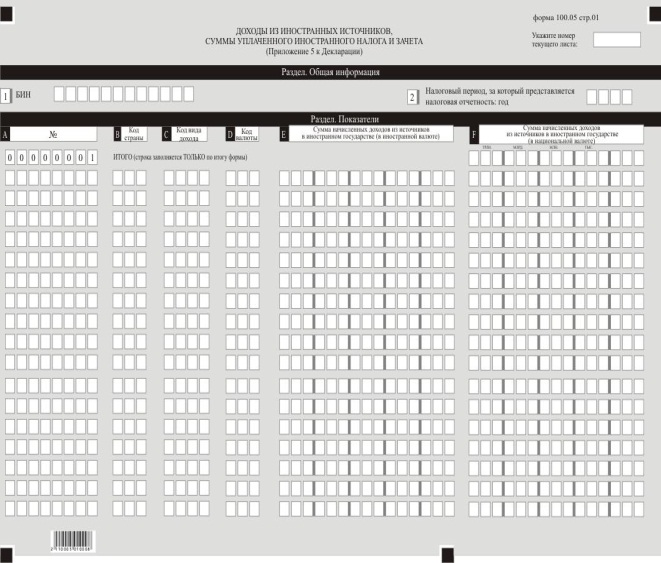 форма 100.05 стр.01
ДОХОДЫ ИЗ ИНОСТРАННЫХ ИСТОЧНИКОВ,
СУММЫ УПЛАЧЕННОГО ИНОСТРАННОГО НАЛОГА И ЗАЧЕТА
(Приложение 5 к Декларации)
Укажите номер
текущего листа:
Раздел. Общая информация
1 БИН
2 Налоговый период, за который представляется
налоговая отчетность: год
Раздел. Показатели
A №
B Код
страны
C Код вида
дохода
D Код
валюты
E Сумма начисленных доходов из источников
в иностранном государстве (в иностранной валюте)
F Сумма начисленных доходов
из источников в иностранном государстве
(в национальной валюте)
0 0 0 0 0 0 0 1 ИТОГО (строка заполняется ТОЛЬКО по итогу формы)